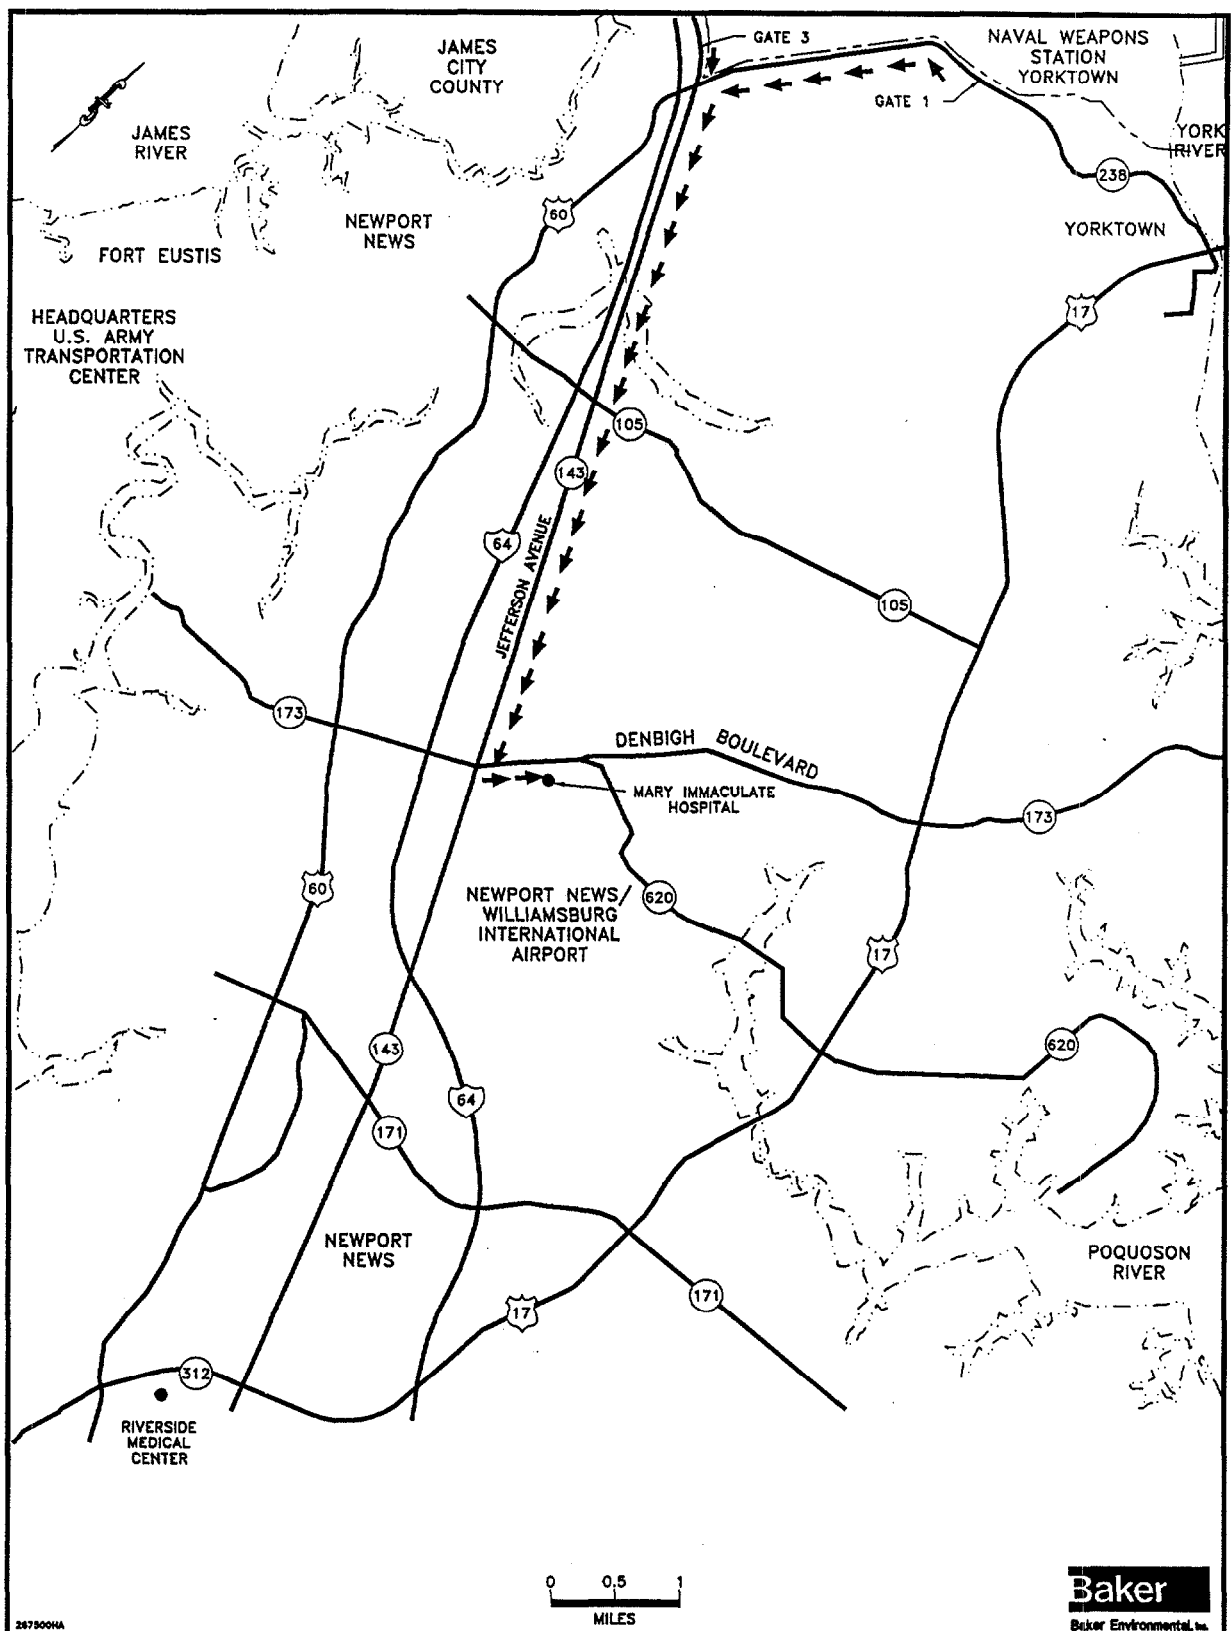 GATE 3
JAMES
CITY
COUNTY
NAVAL WEAPONS
STATION
YORKTOWN
GATE 1
JAMES
RIVER
YORK
RIVER
238
60
NEWPORT
NEWS
YORKTOWN
FORT EUSTIS
17
HEADQUARTERS
U.S. ARMY
TRANSPORTATION
CENTER
105
143
64
JEFFERSON AVENUE
105
173
DENBIGH BOULEVARD
MARY IMMACULATE
HOSPITAL
173
60
NEWPORT NEWS/
WILLIAMSBURG
INTERNATIONAL
AIRPORT
620
17
143
620
64
171
NEWPORT
NEWS
POQUOSON
RIVER
171
17
312
RIVERSIDE
MEDICAL
CENTER
0 0.5 1
MILES
Baker
Baker Environmental, Inc.
267500HA